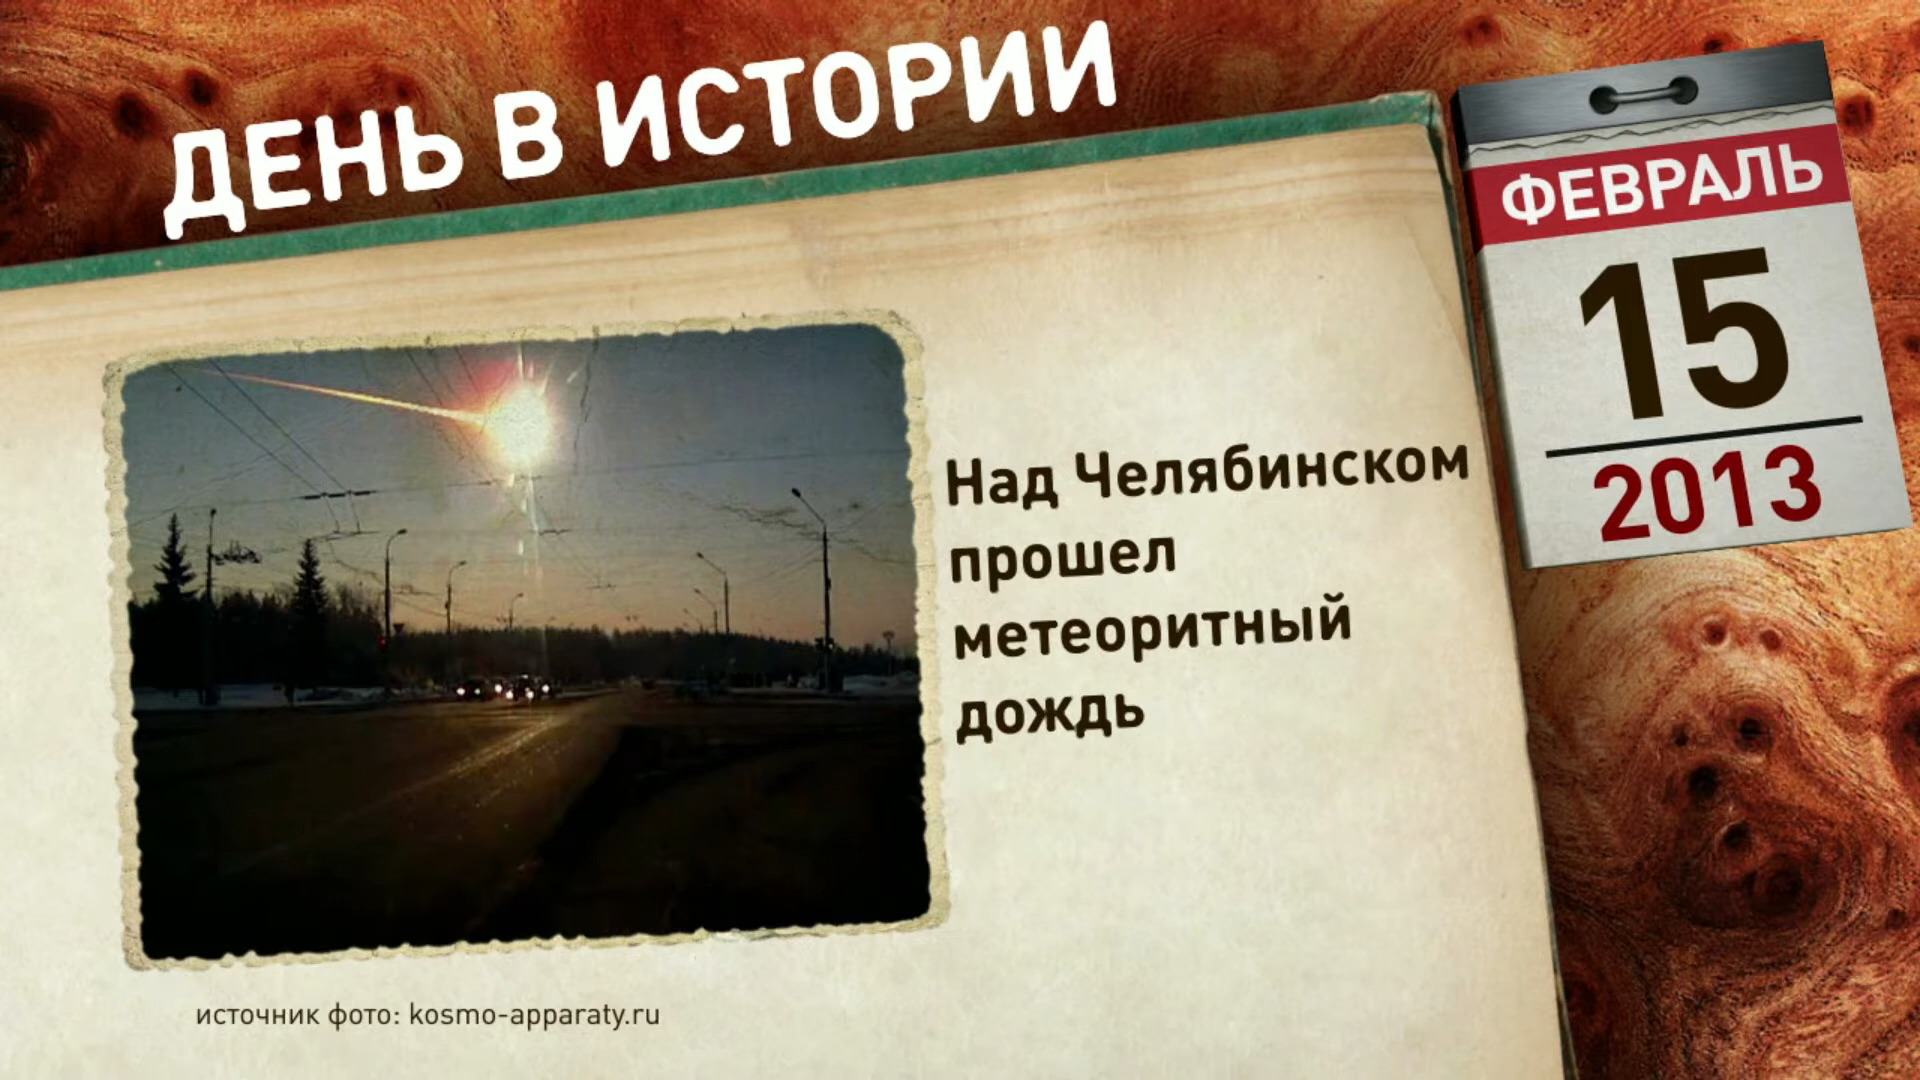 ДЕНЬ В ИСТОРИИ
ФЕВРАЛЬ
15
2013
Над Челябинском
прошел
метеоритный
дождь
источник фото: kosmo-apparaty.ru